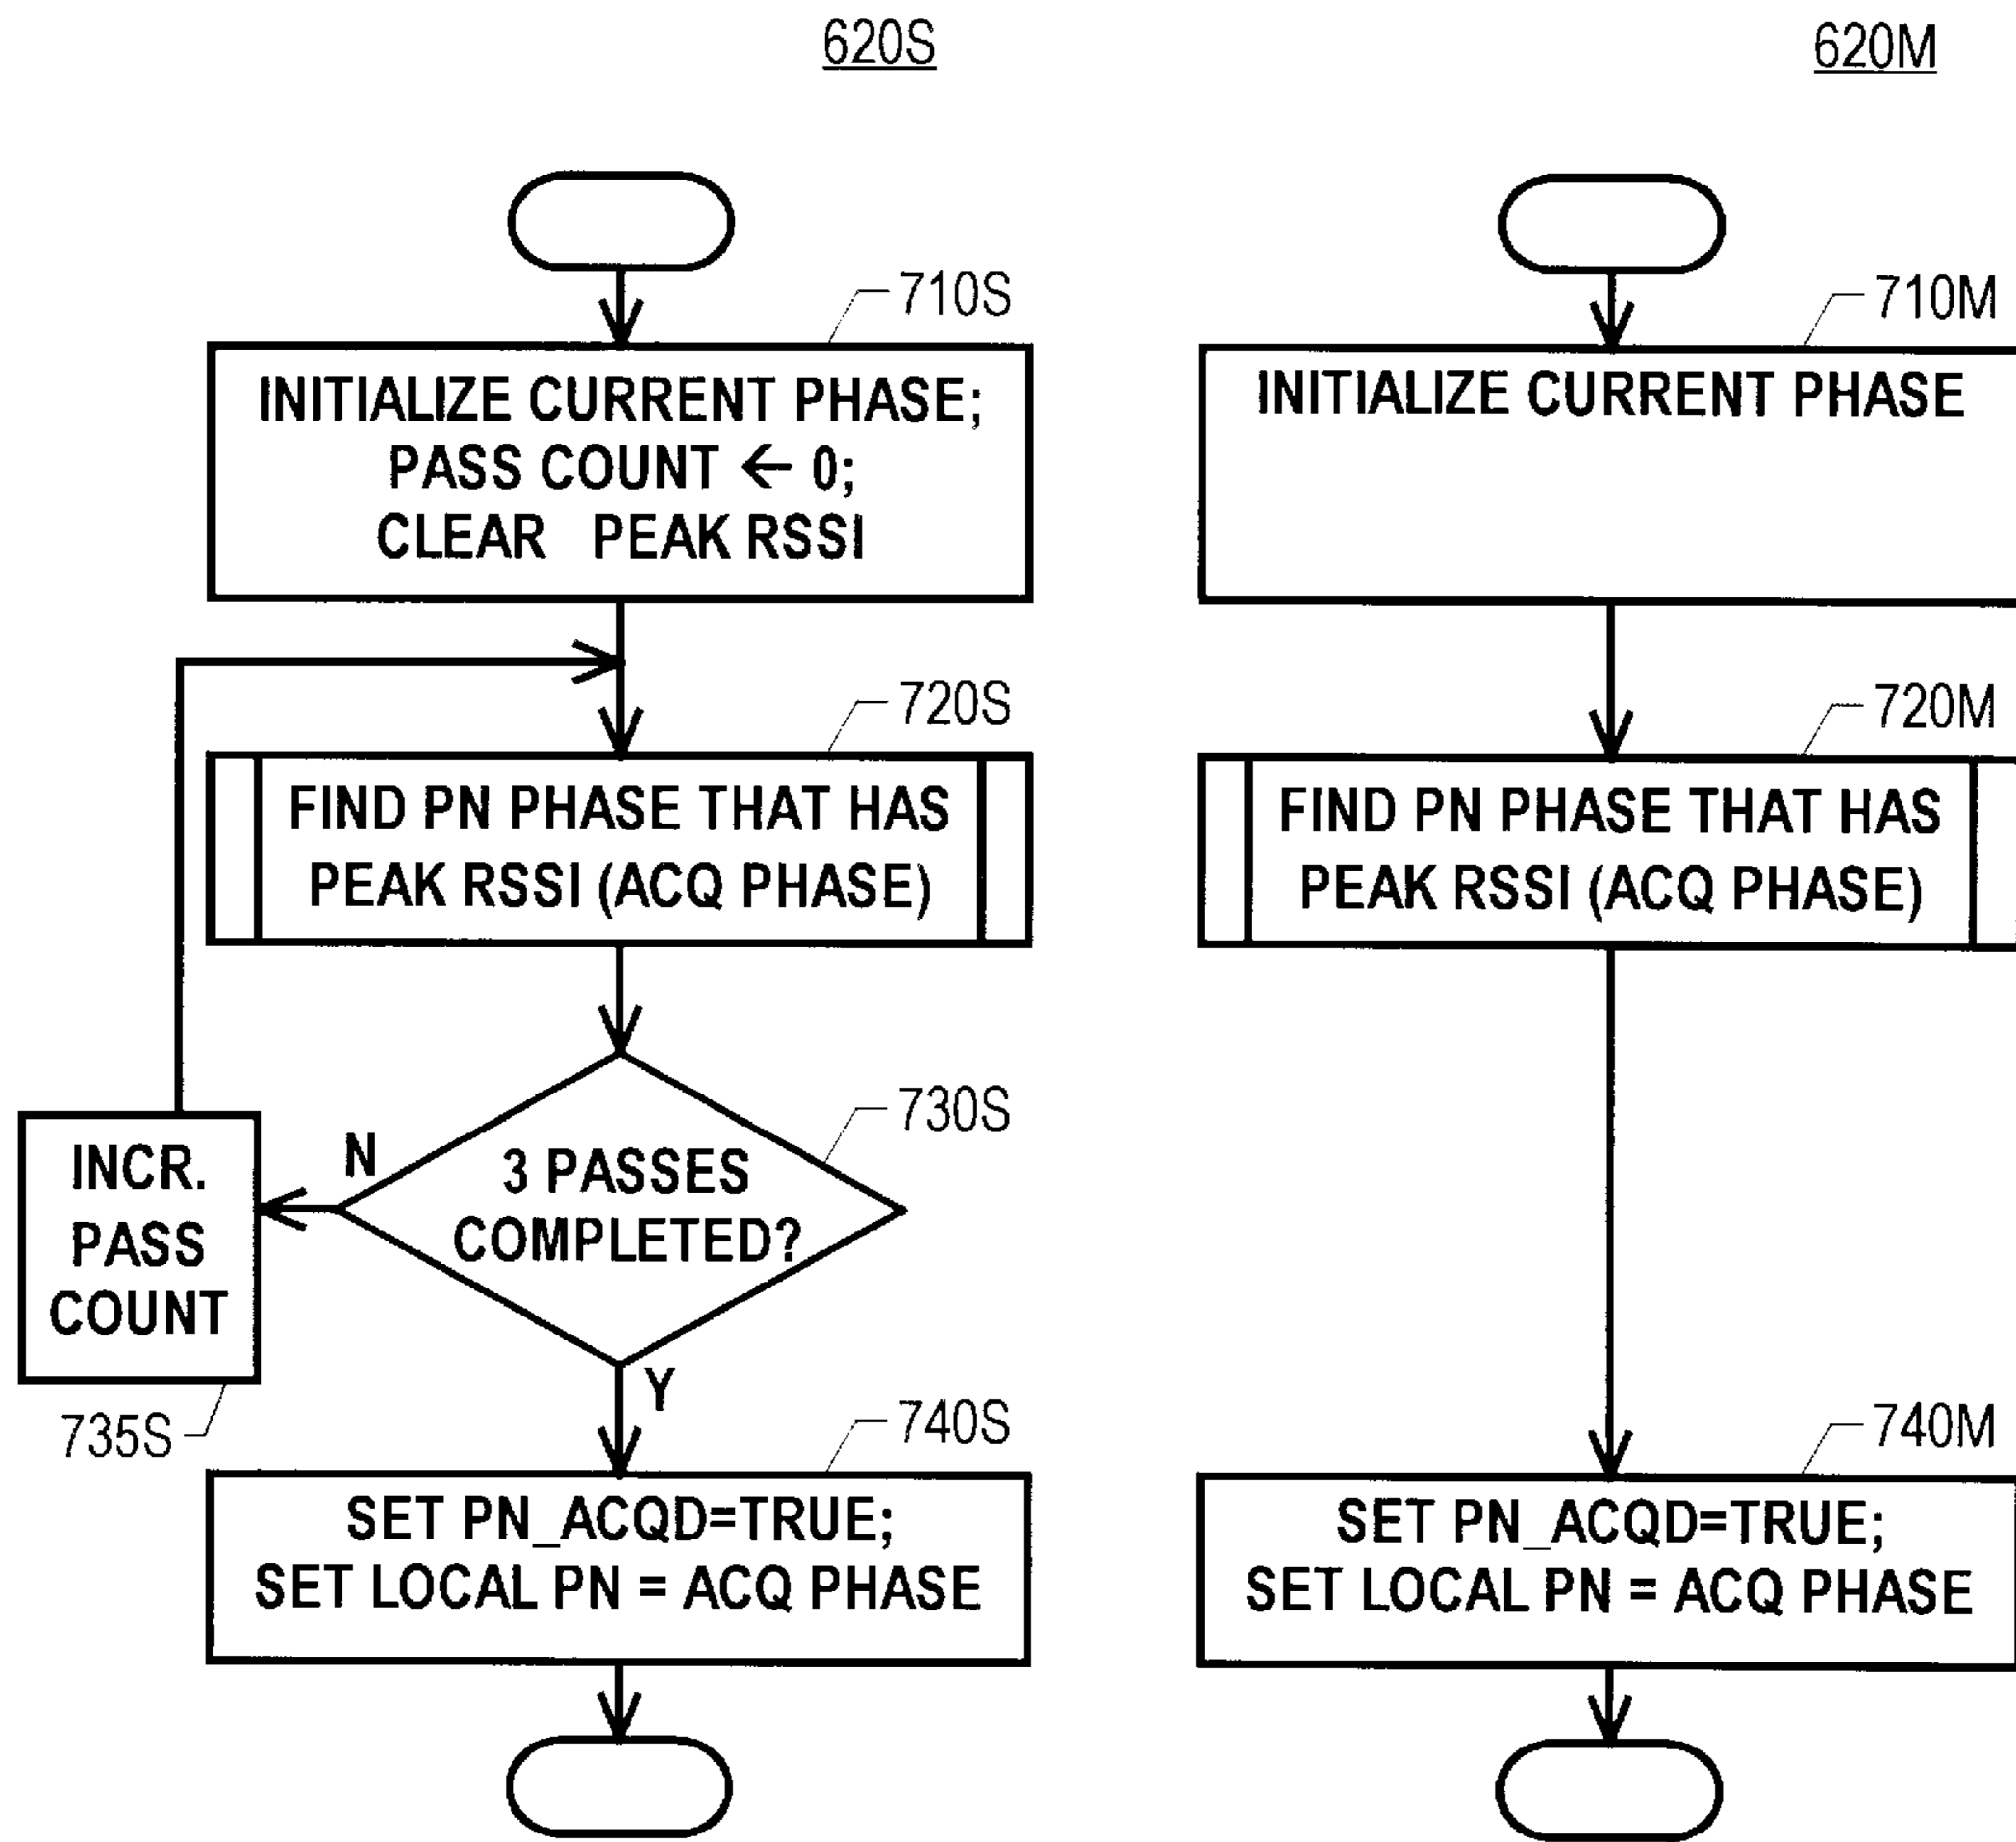 620S
710S
INITIALIZE CURRENT PHASE;
PASS COUNT ← 0;
CLEAR PEAK RSSI
720S
FIND PN PHASE THAT HAS
PEAK RSSI (ACQ PHASE)
730S
3 PASSES
COMPLETED?
N
INCR.
PASS
COUNT
735S
Y
740S
SET PN_ACQD=TRUE;
SET LOCAL PN = ACQ PHASE
620M
710M
INITIALIZE CURRENT PHASE
720M
FIND PN PHASE THAT HAS
PEAK RSSI (ACQ PHASE)
740M
SET PN_ACQD=TRUE;
SET LOCAL PN = ACQ PHASE